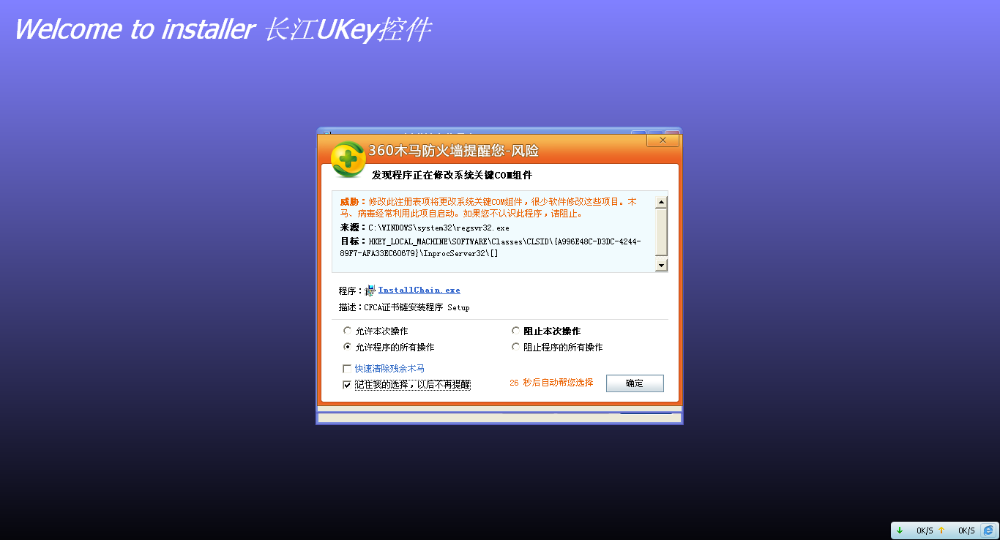 Welcome to installer 长江UKey控件
360木马防火墙提醒您-风险
发现程序正在修改系统关键COM组件
威胁：修改此注册表项将更改系统关键COM组件，很少软件修改这些项目。木
马、病毒经常利用此项自启动。如果您不认识此程序，请阻止。
来源：C:\WINDOWS\system32\regsvr32.exe
目标：HKEY_LOCAL_MACHINE\SOFTWARE\Classes\CLSID\{A996E48C-D3DC-4244-
89F7-AFA33EC60679}\InprocServer32\[]
程序：InstallChain.exe
描述：CFCA证书链安装程序 Setup
允许本次操作
阻止本次操作
允许程序的所有操作
阻止程序的所有操作
快速清除残余木马
记住我的选择，以后不再提醒
26 秒后自动帮您选择
确定
0K/S
0K/S